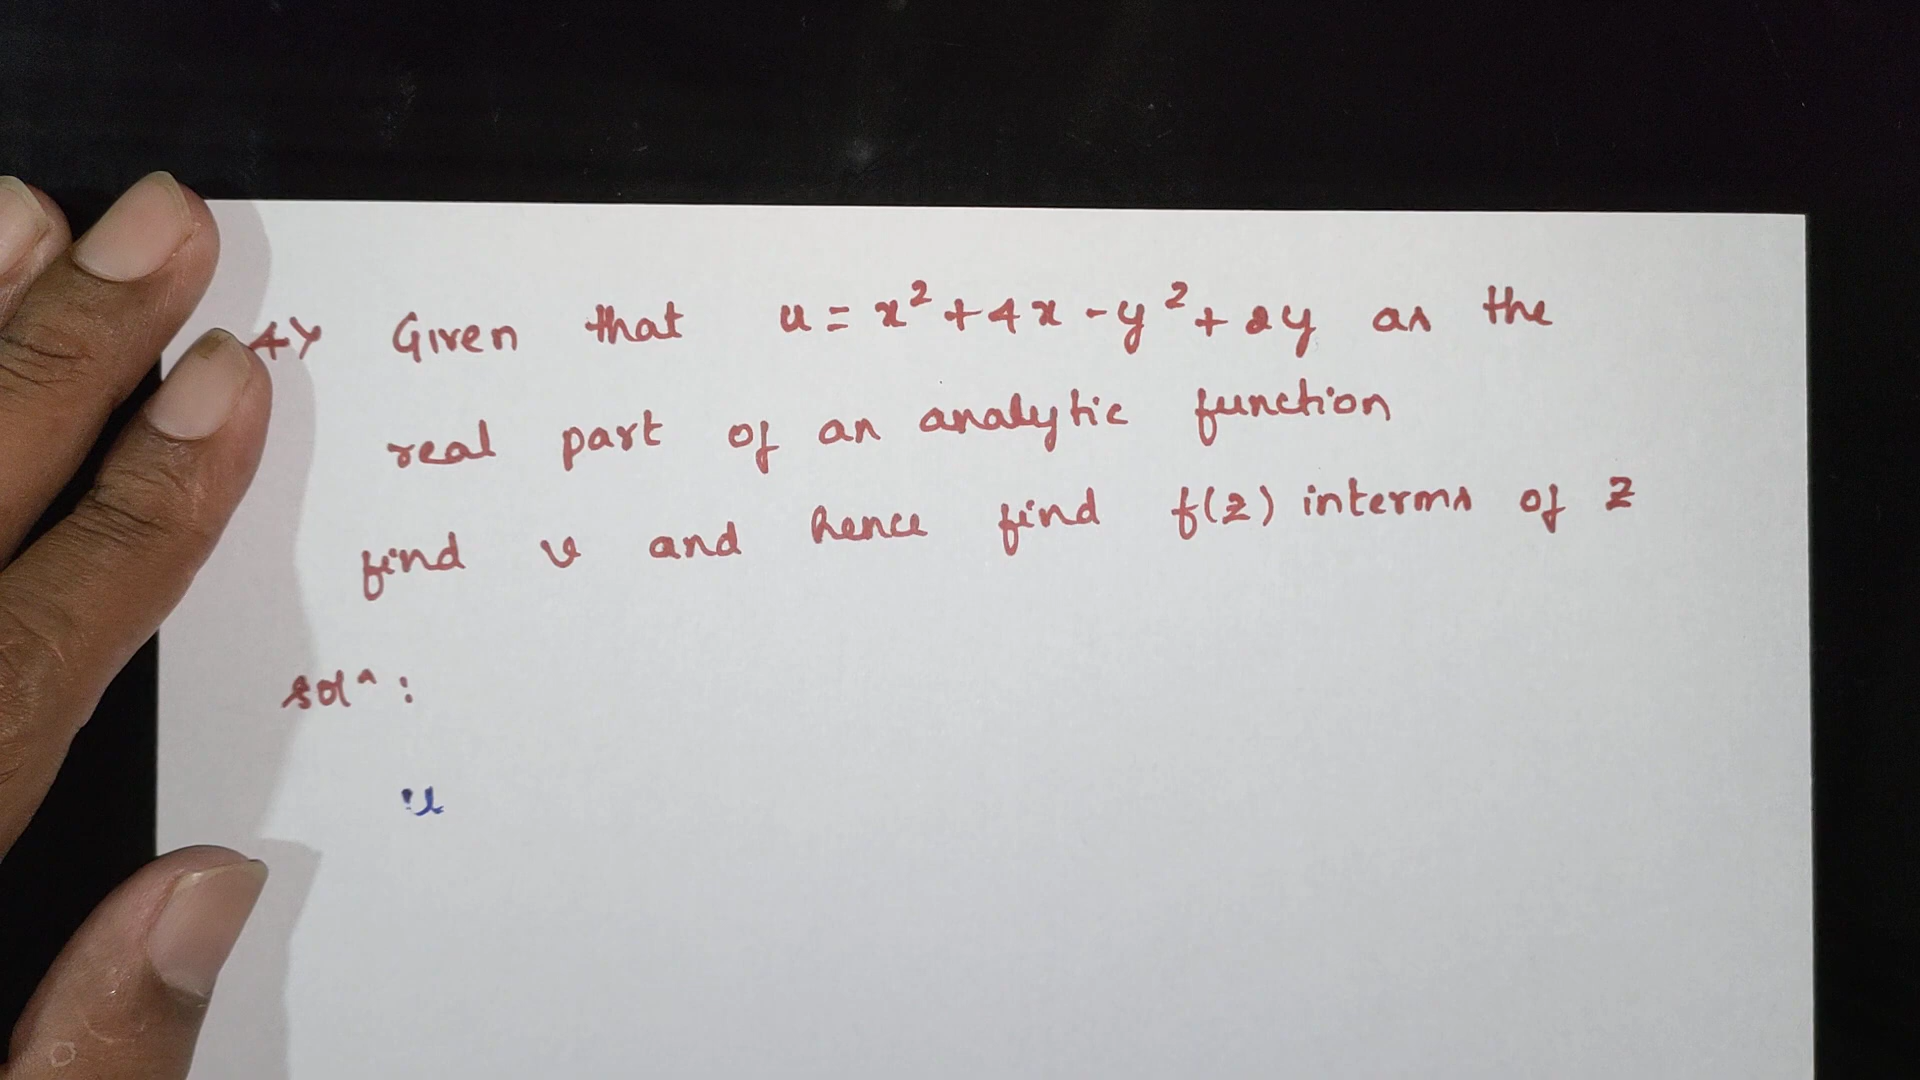 4) Given that u = x² + 4x - y² + 2y as the
real part of an analytic function
find v and hence find f(z) interms of z
solⁿ :
u